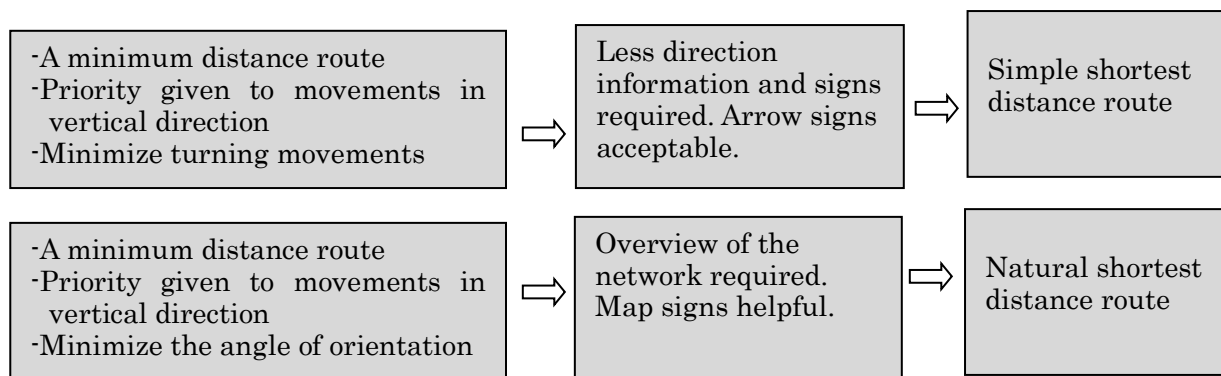 -A minimum distance route
-Priority given to movements in
vertical direction
-Minimize turning movements
Less direction
information and signs
required. Arrow signs
acceptable.
Simple shortest
distance route
-A minimum distance route
-Priority given to movements in
vertical direction
-Minimize the angle of orientation
Overview of the
network required.
Map signs helpful.
Natural shortest
distance route